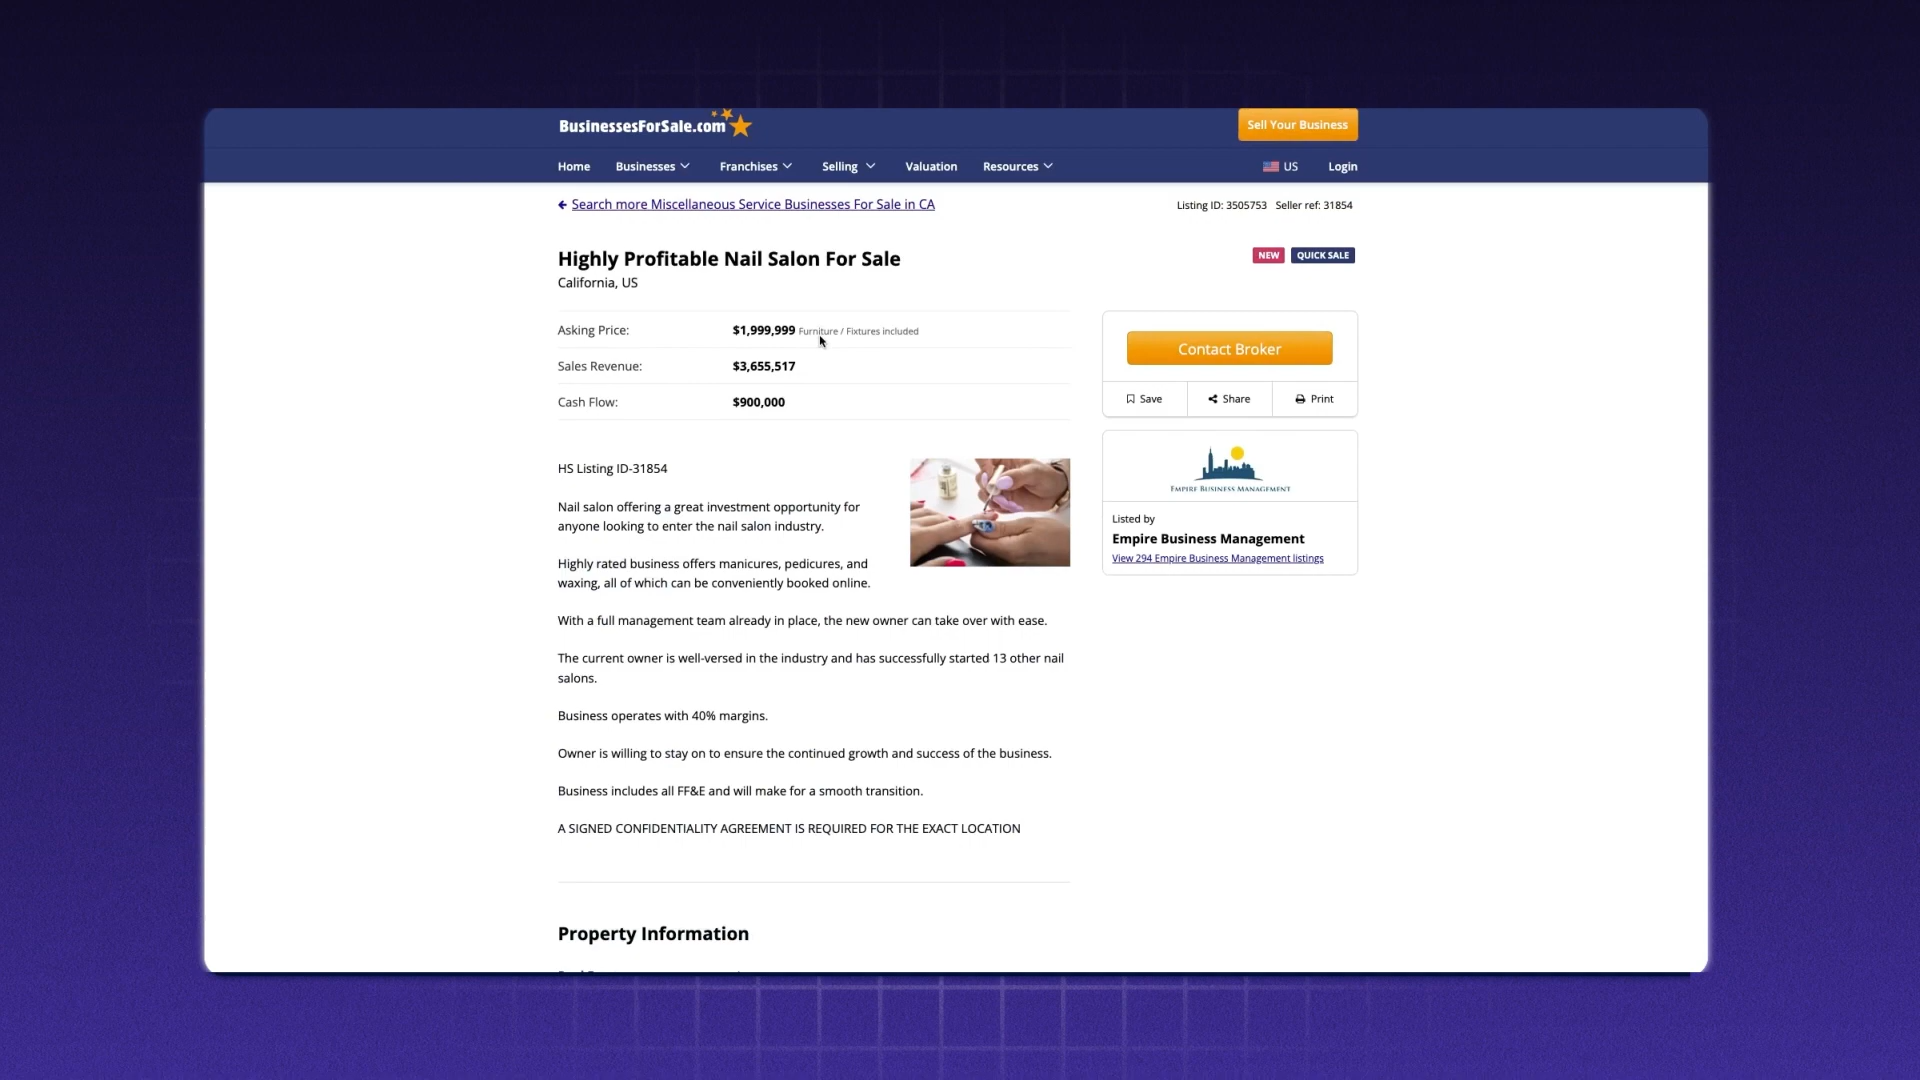 BusinessesForSale.com
Sell Your Business
Home Businesses Franchises Selling Valuation Resources US Login
Search more Miscellaneous Service Businesses For Sale in CA
Listing ID: 3505753 Seller ref: 31854
Highly Profitable Nail Salon For Sale
NEW QUICK SALE
California, US
Asking Price: $1,999,999 Furniture / Fixtures included
Sales Revenue: $3,655,517
Cash Flow: $900,000
Contact Broker
Save Share Print
EMPIRE BUSINESS MANAGEMENT
Listed by
Empire Business Management
View 294 Empire Business Management listings
HS Listing ID-31854
Nail salon offering a great investment opportunity for
anyone looking to enter the nail salon industry.
Highly rated business offers manicures, pedicures, and
waxing, all of which can be conveniently booked online.
With a full management team already in place, the new owner can take over with ease.
The current owner is well-versed in the industry and has successfully started 13 other nail
salons.
Business operates with 40% margins.
Owner is willing to stay on to ensure the continued growth and success of the business.
Business includes all FF&E and will make for a smooth transition.
A SIGNED CONFIDENTIALITY AGREEMENT IS REQUIRED FOR THE EXACT LOCATION
Property Information